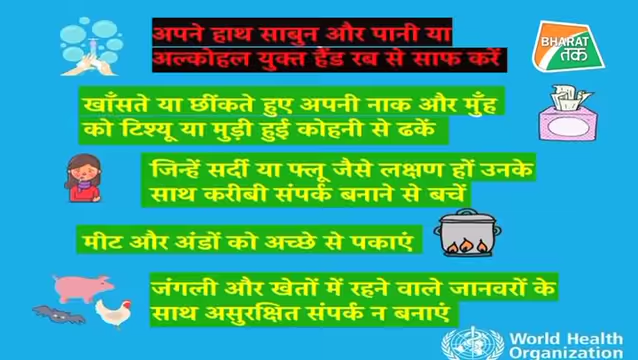 अपने हाथ साबुन और पानी या
अल्कोहल युक्त हैंड रब से साफ करें
BHARAT
तक
खाँसते या छींकते हुए अपनी नाक और मुँह
को टिश्यू या मुड़ी हुई कोहनी से ढकें
जिन्हें सर्दी या फ्लू जैसे लक्षण हों उनके
साथ करीबी संपर्क बनाने से बचें
मीट और अंडों को अच्छे से पकाएं
जंगली और खेतों में रहने वाले जानवरों के
साथ असुरक्षित संपर्क न बनाएं
World Health
Organization